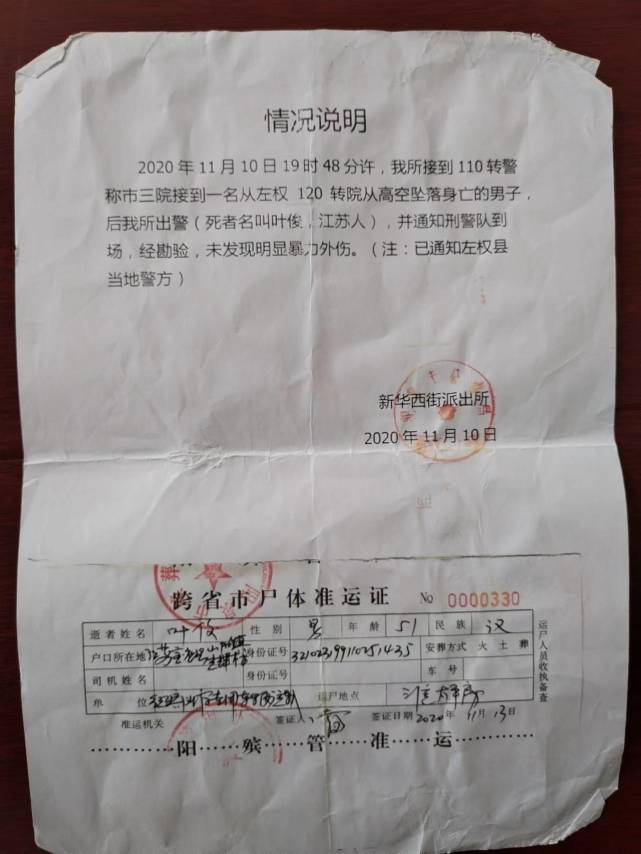 情况说明
2020年11月10日19时48分许，我所接到110转警
称市三院接到一名从左权 120 转院从高空坠落身亡的男子，
后我所出警（死者名叫叶俊，江苏人），并通知刑警队到
场，经勘验，未发现明显暴力外伤。（注：已通知左权县
当地警方）
新华西街派出所
2020年11月10日
跨省市尸体准运证 No 0000330
逝者姓名 叶俊 性别 男 年龄 51 民族 汉
户口所在地 身份证号 安葬方式 火 土 葬
司机姓名 身份证号 车号
单位 运尸地点
准运机关 签证人 签证日期 2020年11月13日
阳殡管准运
运尸人员收执备查